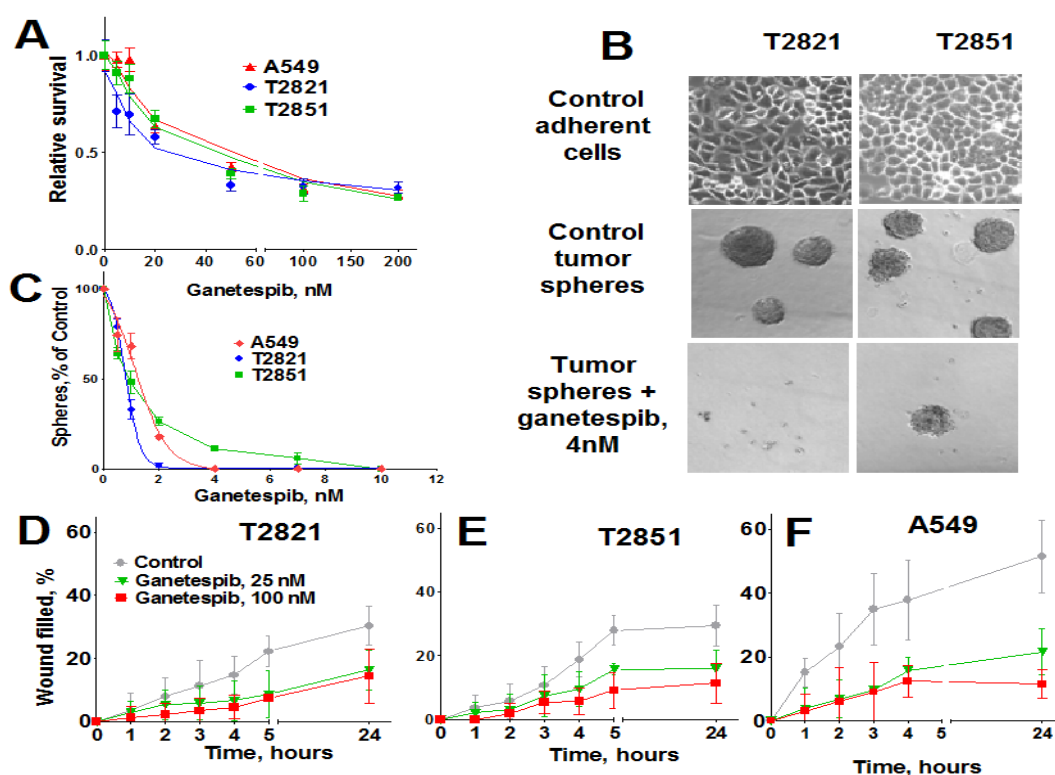 A
Relative survival
1.0
0.5
0.0
A549
T2821
T2851
0 20 40 60 100 150 200
Ganetespib, nM
B
T2821 T2851
Control
adherent
cells
Control
tumor
spheres
Tumor
spheres +
ganetespib,
4nM
C
Spheres, % of Control
100
50
0
A549
T2821
T2851
0 2 4 6 8 10 12
Ganetespib, nM
D
T2821
Wound filled, %
60
40
20
0
Control
Ganetespib, 25 nM
Ganetespib, 100 nM
0 1 2 3 4 5 24
Time, hours
E
T2851
60
40
20
0
0 1 2 3 4 5 24
Time, hours
F
A549
60
40
20
0
0 1 2 3 4 5 24
Time, hours